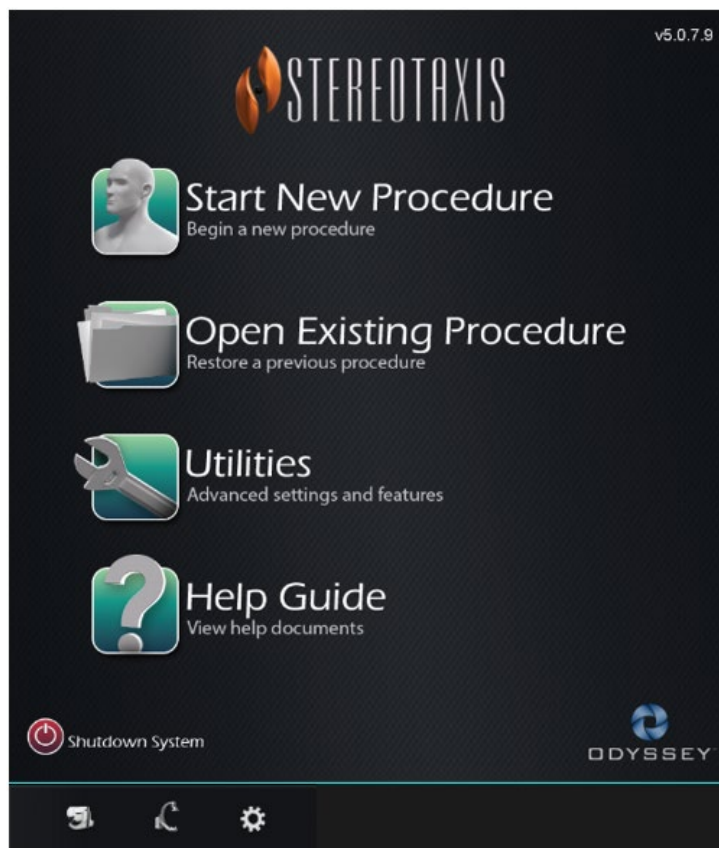 v5.0.7.9
STEREOTAXIS
Start New Procedure
Begin a new procedure
Open Existing Procedure
Restore a previous procedure
Utilities
Advanced settings and features
Help Guide
View help documents
Shutdown System
ODYSSEY